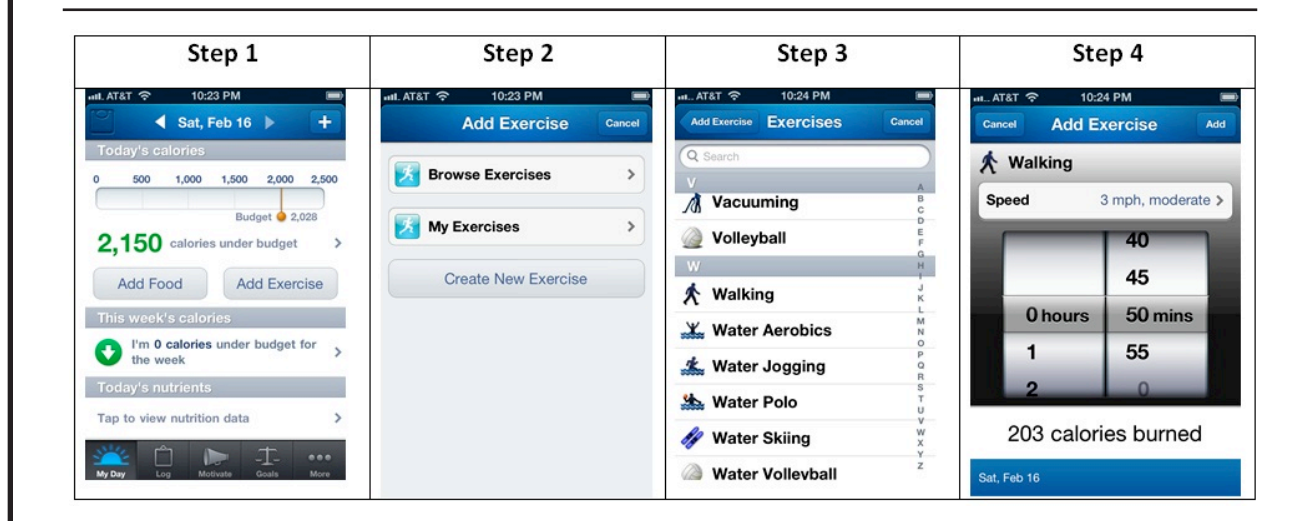 Step 1
Step 2
Step 3
Step 4
AT&T 10:23 PM
Sat, Feb 16 +
Today's calories
0 500 1,000 1,500 2,000 2,500
Budget 2,028
2,150 calories under budget >
Add Food Add Exercise
This week's calories
I'm 0 calories under budget for
the week >
Today's nutrients
Tap to view nutrition data >
My Day Log Motivate Goals More
AT&T 10:23 PM
Add Exercise Cancel
Browse Exercises >
My Exercises >
Create New Exercise
AT&T 10:24 PM
Add Exercise Exercises Cancel
Search
V
Vacuuming
Volleyball
W
Walking
Water Aerobics
Water Jogging
Water Polo
Water Skiing
Water Volleyball
A
B
C
D
E
F
G
H
I
J
K
L
M
N
O
P
Q
R
S
T
U
V
W
X
Y
Z
AT&T 10:24 PM
Cancel Add Exercise Add
Walking
Speed 3 mph, moderate >
40
45
0 hours 50 mins
1 55
2 0
203 calories burned
Sat, Feb 16